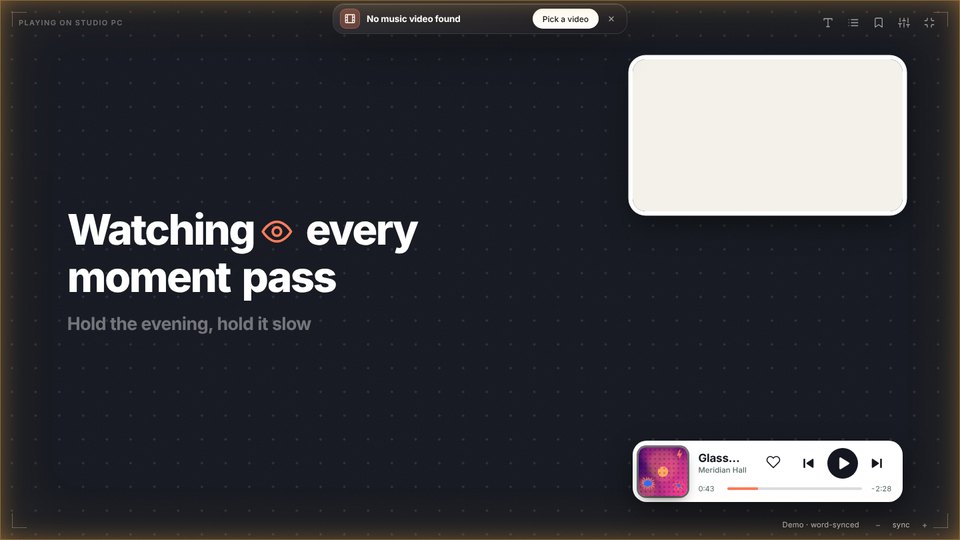 PLAYING ON STUDIO PC
No music video found
Pick a video
Watching every
moment pass
Hold the evening, hold it slow
Glass...
Meridian Hall
0:43
-2:28
Demo · word-synced
− sync +